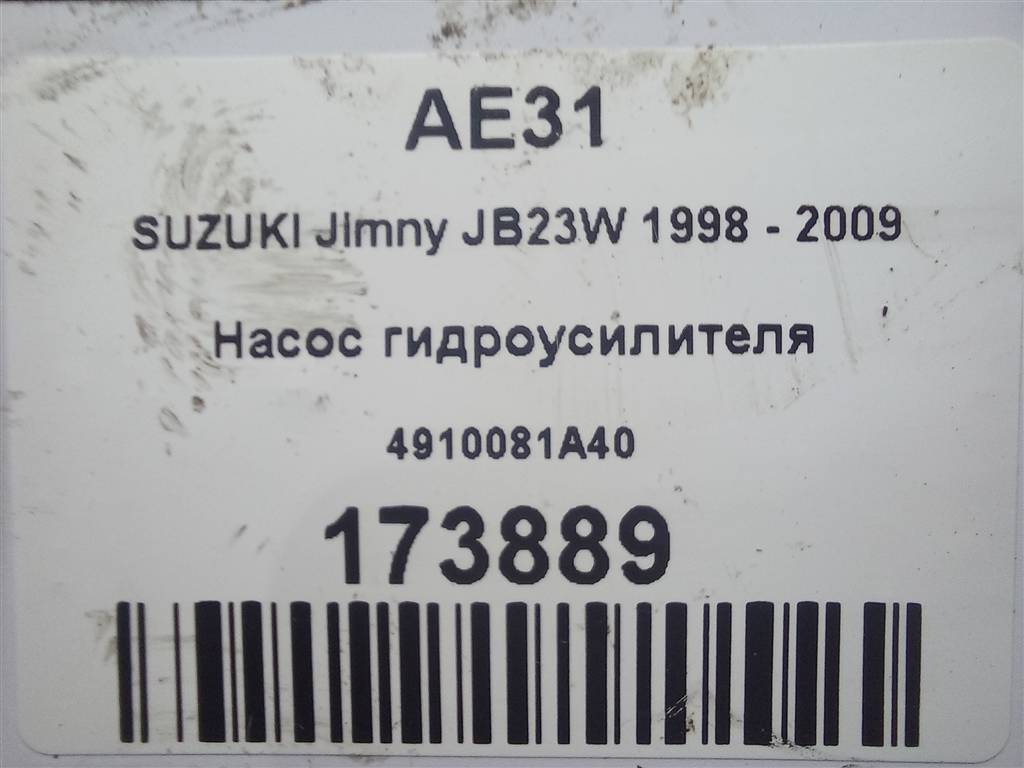 AE31
SUZUKI Jimny JB23W 1998 - 2009
Насос гидроусилителя
4910081A40
173889